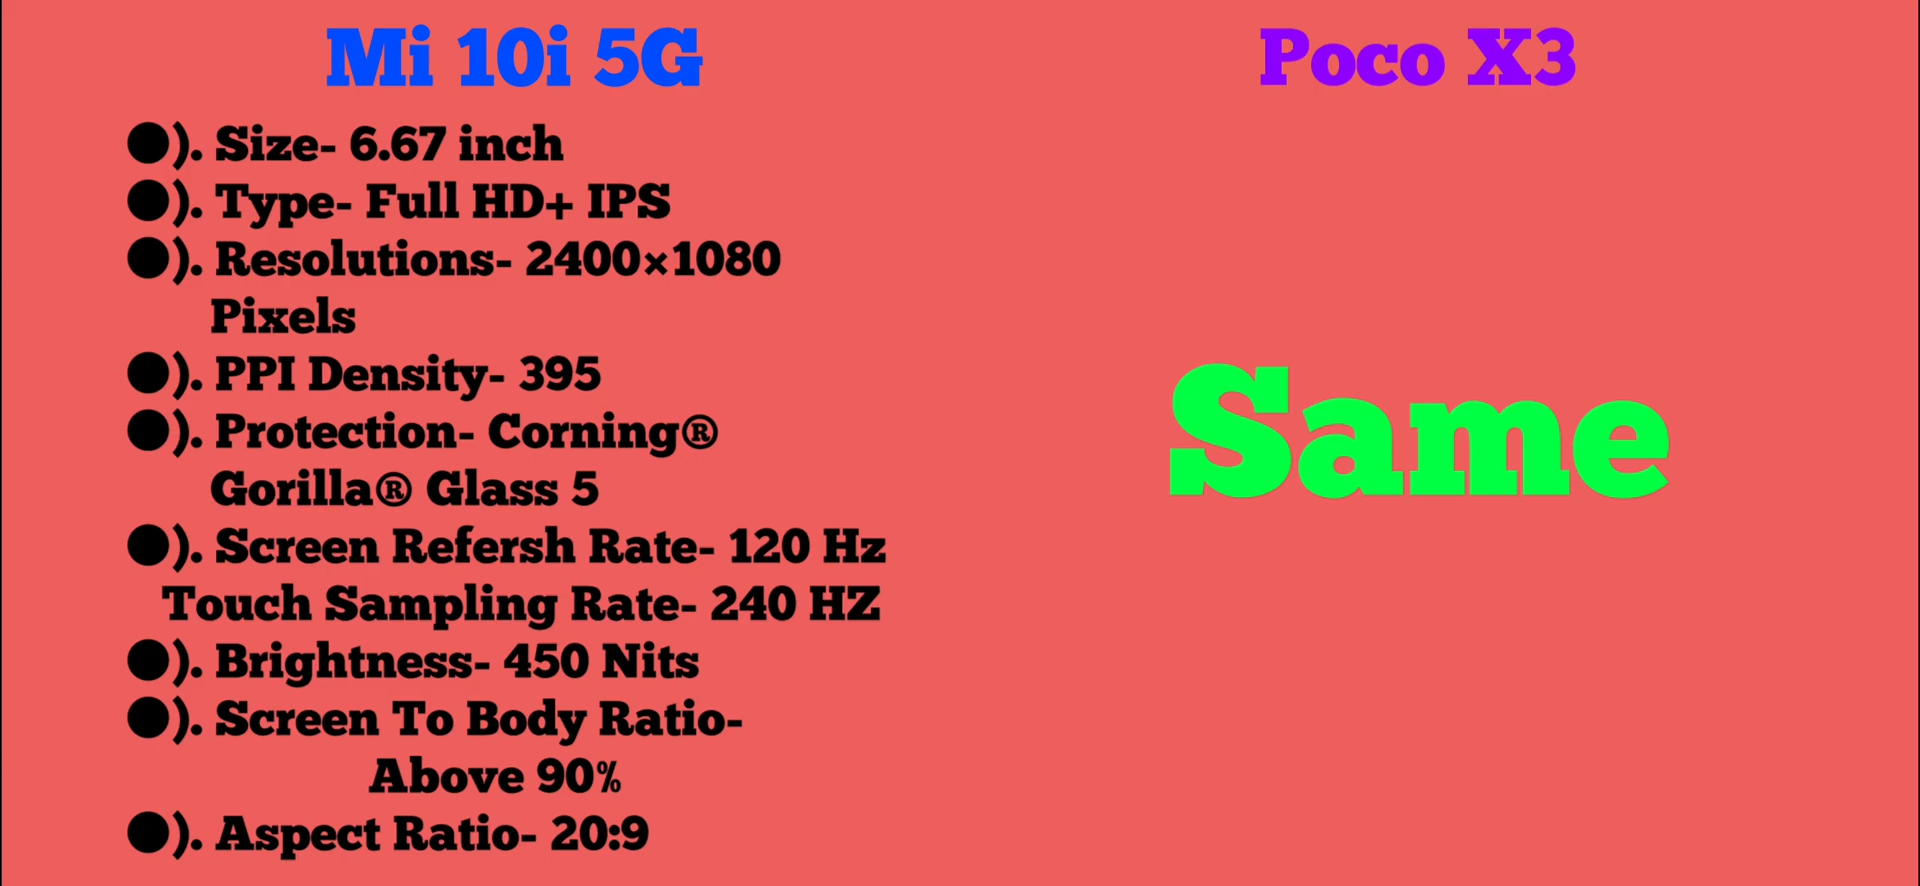 Mi 10i 5G
●). Size- 6.67 inch
●). Type- Full HD+ IPS
●). Resolutions- 2400×1080
Pixels
●). PPI Density- 395
●). Protection- Corning®
Gorilla® Glass 5
●). Screen Refersh Rate- 120 Hz
Touch Sampling Rate- 240 HZ
●). Brightness- 450 Nits
●). Screen To Body Ratio-
Above 90%
●). Aspect Ratio- 20:9
Poco X3
Same